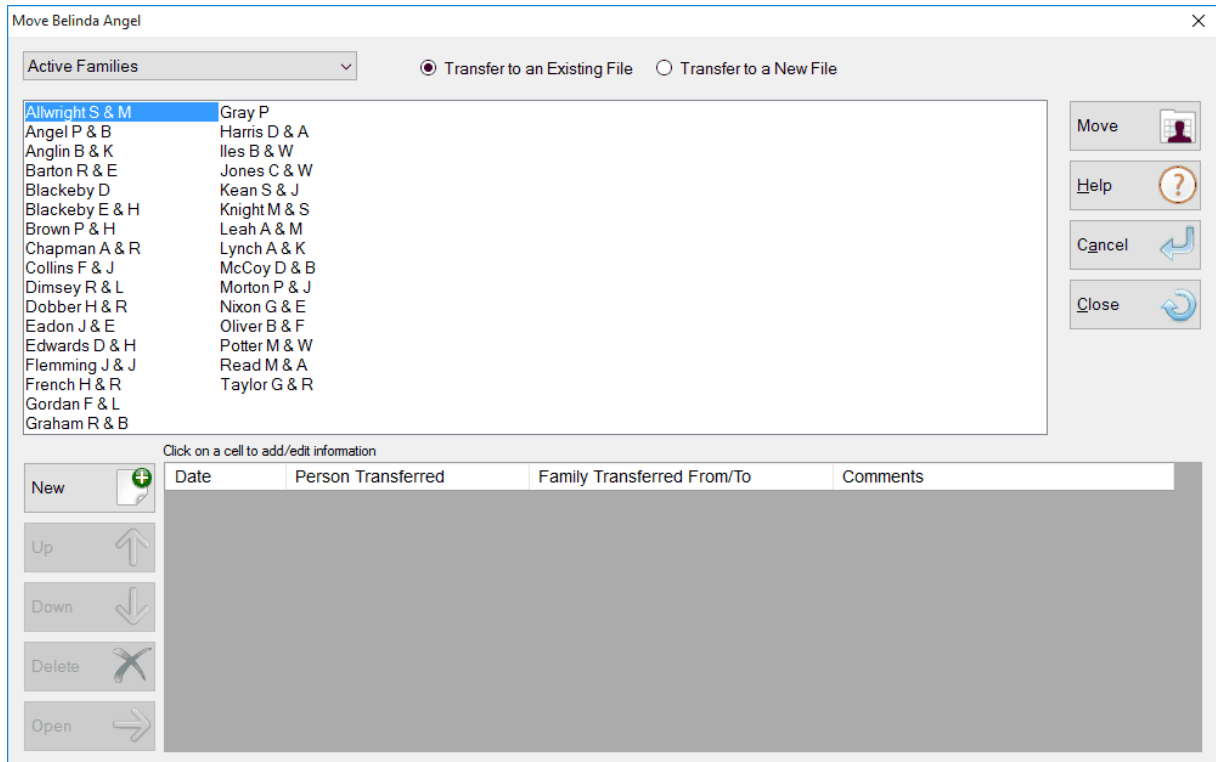 Move Belinda Angel
Active Families
Transfer to an Existing File
Transfer to a New File
Allwright S & M
Angel P & B
Anglin B & K
Barton R & E
Blackeby D
Blackeby E & H
Brown P & H
Chapman A & R
Collins F & J
Dimsey R & L
Dobber H & R
Eadon J & E
Edwards D & H
Flemming J & J
French H & R
Gordan F & L
Graham R & B
Gray P
Harris D & A
Iles B & W
Jones C & W
Kean S & J
Knight M & S
Leah A & M
Lynch A & K
McCoy D & B
Morton P & J
Nixon G & E
Oliver B & F
Potter M & W
Read M & A
Taylor G & R
Move
Help
Cancel
Close
Click on a cell to add/edit information
New
Up
Down
Delete
Open
Date Person Transferred Family Transferred From/To Comments